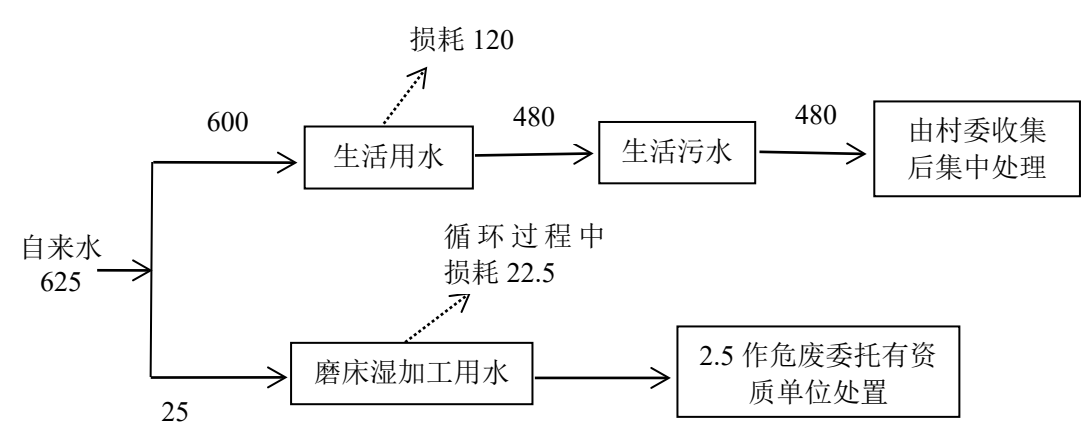 损耗 120
600
480
480
生活用水
生活污水
由村委收集
后集中处理
自来水
625
循环过程中
损耗 22.5
磨床湿加工用水
2.5 作危废委托有资
质单位处置
25